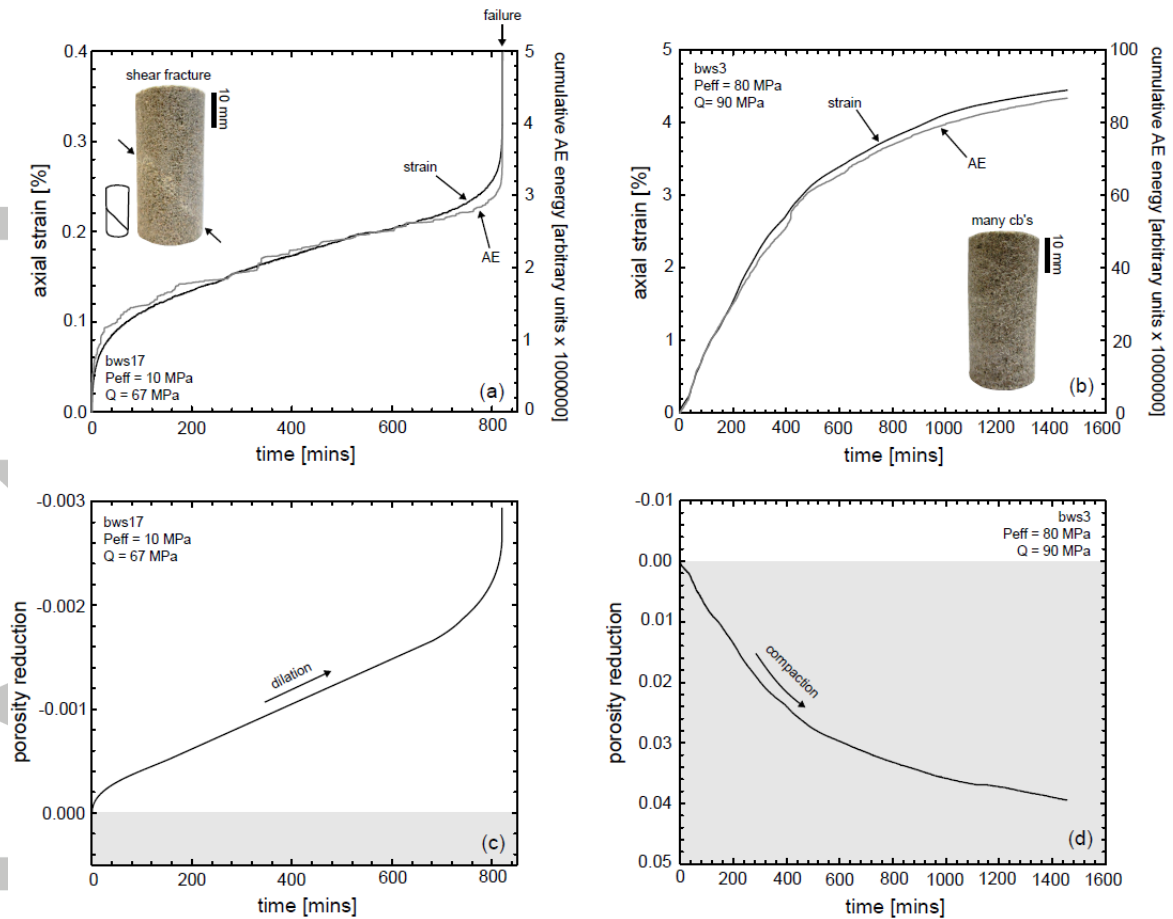 failure
0.4
0.3
0.2
0.1
0.0
axial strain [%]
shear fracture
10 mm
strain
AE
bws17
Peff = 10 MPa
Q = 67 MPa
(a)
5
4
3
2
1
0
cumulative AE energy [arbitrary units x 1000000]
0 200 400 600 800
time [mins]
5
4
3
2
1
0
axial strain [%]
bws3
Peff = 80 MPa
Q= 90 MPa
strain
AE
many cb's
10 mm
(b)
100
80
60
40
20
0
cumulative AE energy [arbitrary units x 1000000]
0 200 400 600 800 1000 1200 1400 1600
time [mins]
-0.003
-0.002
-0.001
0.000
porosity reduction
bws17
Peff = 10 MPa
Q = 67 MPa
dilation
(c)
0 200 400 600 800
time [mins]
-0.01
0.00
0.01
0.02
0.03
0.04
0.05
porosity reduction
bws3
Peff = 80 MPa
Q = 90 MPa
compaction
(d)
0 200 400 600 800 1000 1200 1400 1600
time [mins]